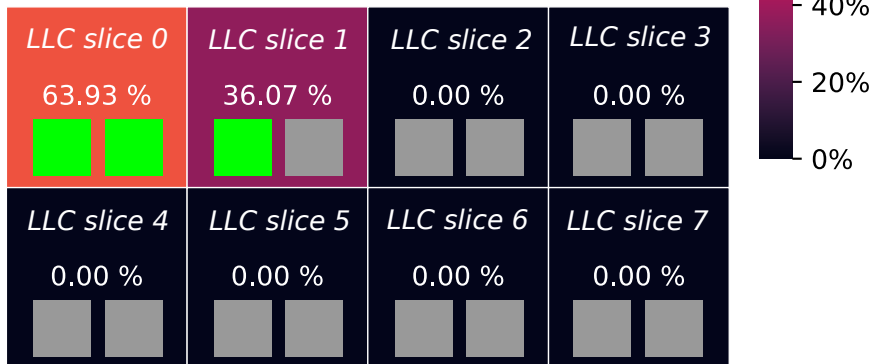 LLC slice 0 LLC slice 1 LLC slice 2 LLC slice 3
63.93 % 36.07 % 0.00 % 0.00 %
LLC slice 4 LLC slice 5 LLC slice 6 LLC slice 7
0.00 % 0.00 % 0.00 % 0.00 %
40%
20%
0%